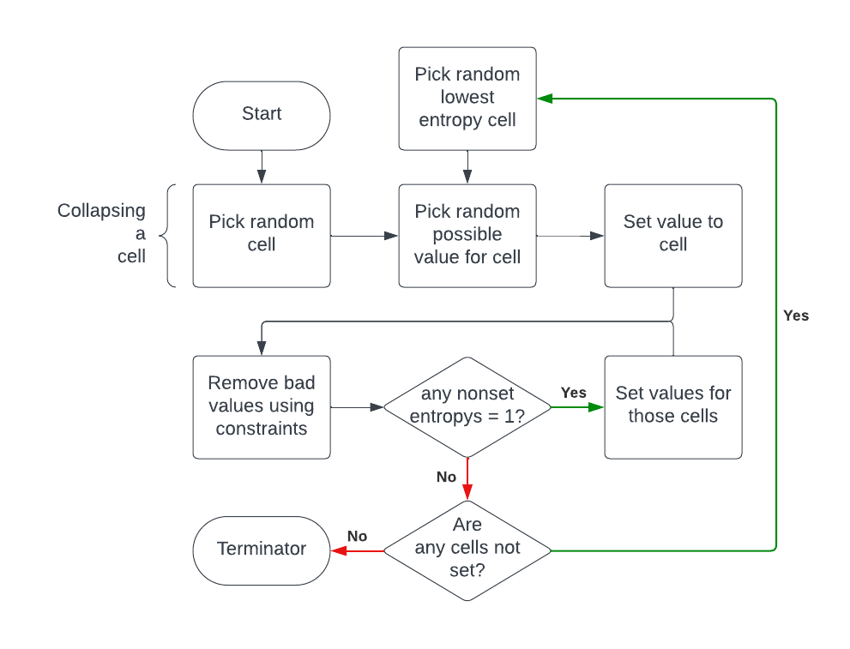 Pick random
lowest
entropy cell
Start
Collapsing
a
cell
Pick random
cell
Pick random
possible
value for cell
Set value to
cell
Yes
Remove bad
values using
constraints
any nonset
entropys = 1?
Yes
Set values for
those cells
No
Are
any cells not
set?
No
Terminator